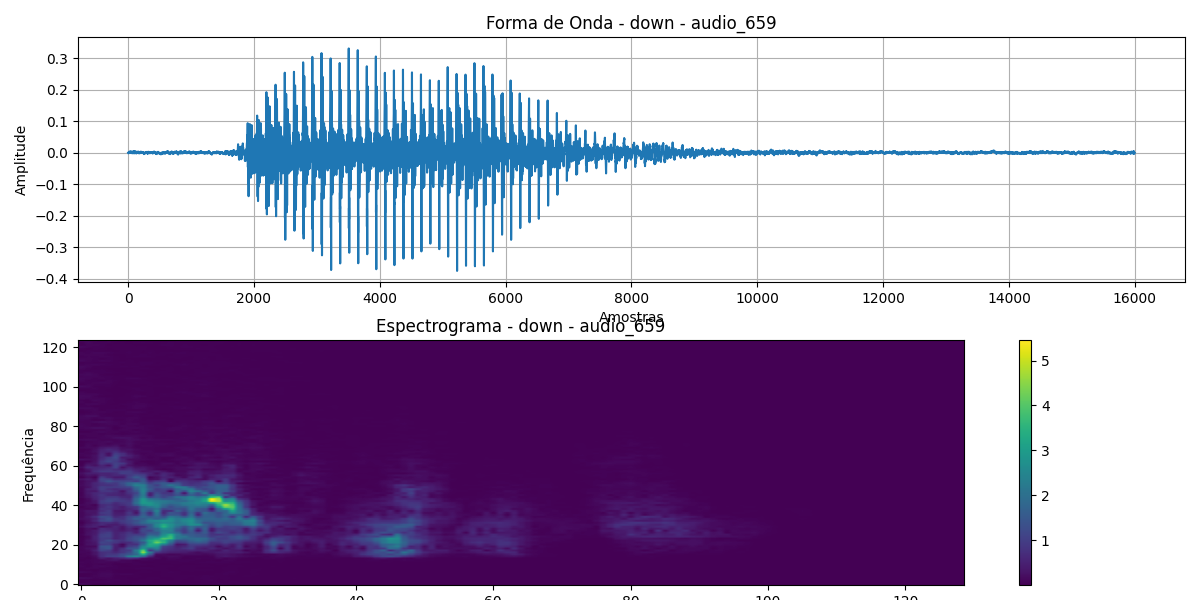 Forma de Onda - down - audio_659
Amplitude
0.3
0.2
0.1
0.0
−0.1
−0.2
−0.3
−0.4
0 2000 4000 6000 8000 10000 12000 14000 16000
Amostras
Espectrograma - down - audio_659
Frequência
120
100
80
60
40
20
0
0 20 40 60 80 100 120
5
4
3
2
1